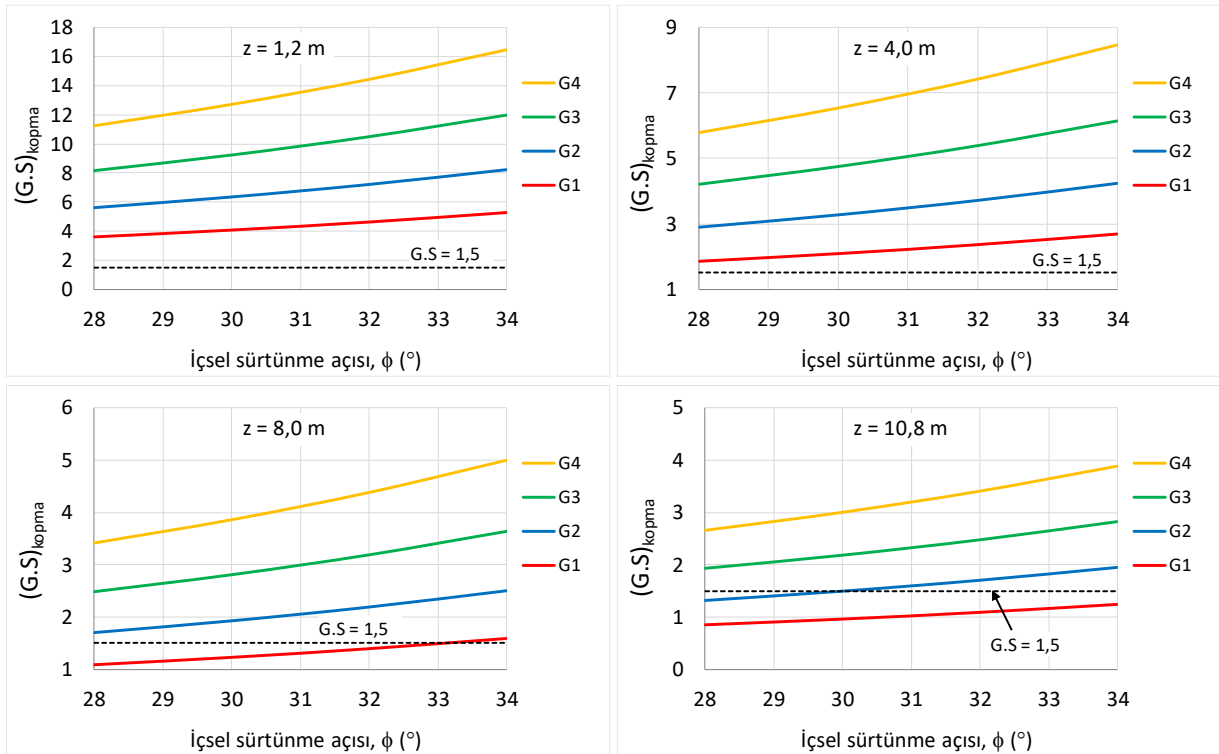 18
16
14
12
10
8
6
4
2
0
(G.S)kopma
z = 1,2 m
G4
G3
G2
G1
G.S = 1,5
28 29 30 31 32 33 34
İçsel sürtünme açısı, ϕ (°)
9
7
5
3
1
(G.S)kopma
z = 4,0 m
G4
G3
G2
G1
G.S = 1,5
28 29 30 31 32 33 34
İçsel sürtünme açısı, ϕ (°)
6
5
4
3
2
1
(G.S)kopma
z = 8,0 m
G4
G3
G2
G1
G.S = 1,5
28 29 30 31 32 33 34
İçsel sürtünme açısı, ϕ (°)
5
4
3
2
1
0
(G.S)kopma
z = 10,8 m
G4
G3
G2
G1
G.S = 1,5
28 29 30 31 32 33 34
İçsel sürtünme açısı, ϕ (°)